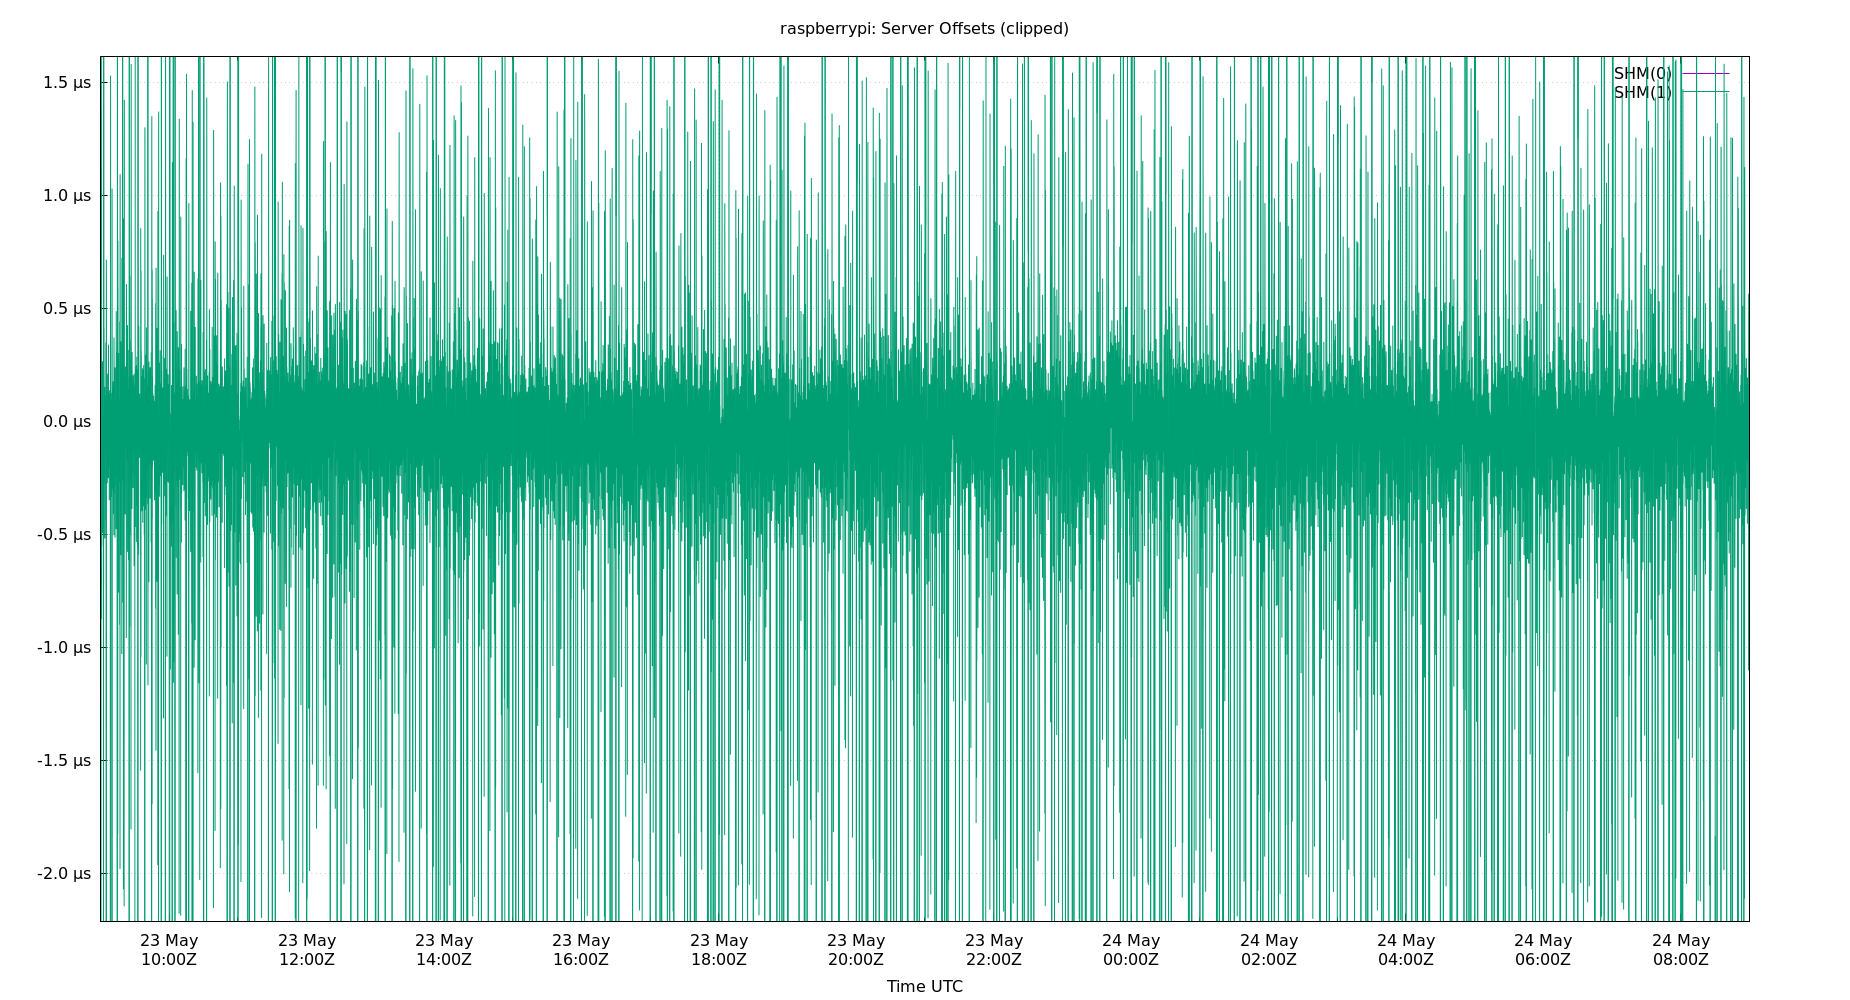 raspberrypi: Server Offsets (clipped)
SHM(0)
SHM(1)
1.5 µs
1.0 µs
0.5 µs
0.0 µs
-0.5 µs
-1.0 µs
-1.5 µs
-2.0 µs
23 May 23 May 23 May 23 May 23 May 23 May 23 May 24 May 24 May 24 May 24 May 24 May
10:00Z 12:00Z 14:00Z 16:00Z 18:00Z 20:00Z 22:00Z 00:00Z 02:00Z 04:00Z 06:00Z 08:00Z
Time UTC